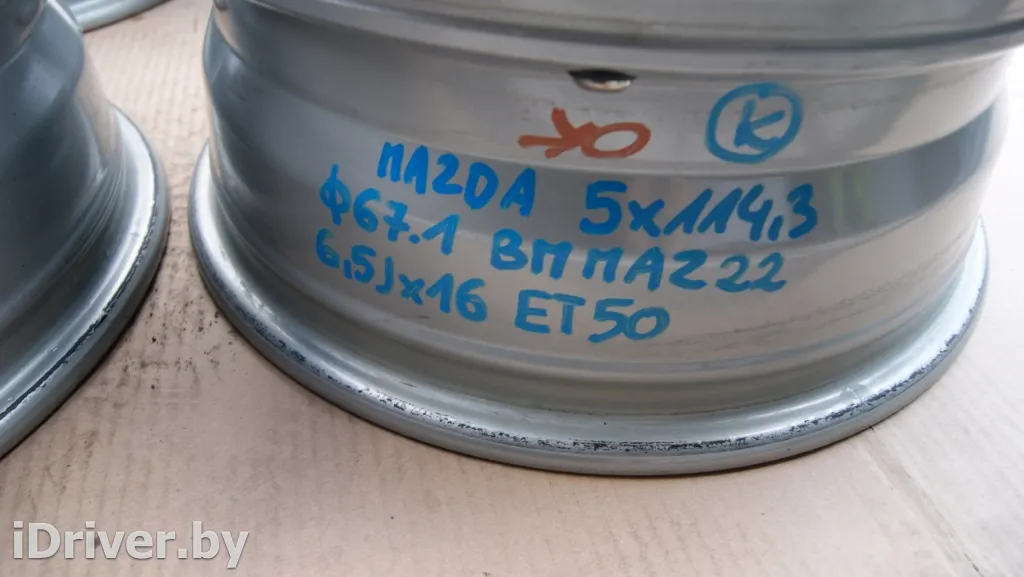 K
MAZDA 5x114,3
φ67.1 BMMAZ22
6,5Jx16 ET50
iDriver.by